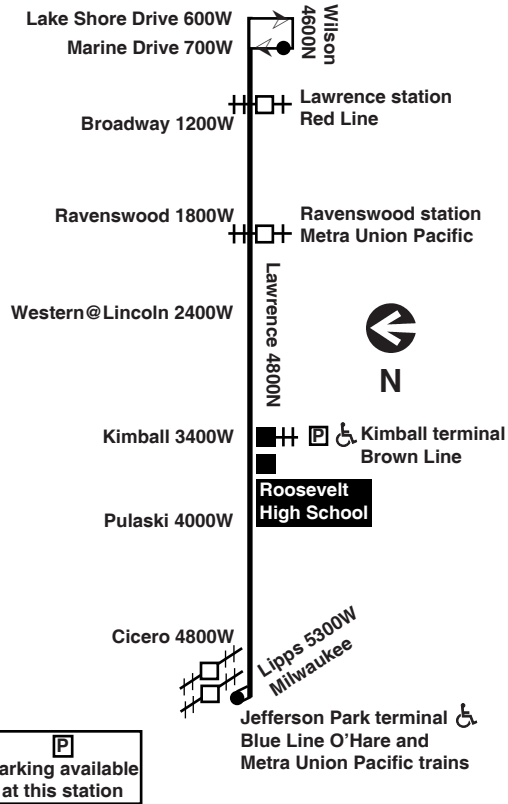 Lake Shore Drive 600W
Marine Drive 700W
Wilson
4600N
Broadway 1200W
Lawrence station
Red Line
Ravenswood 1800W
Ravenswood station
Metra Union Pacific
Lawrence 4800N
Western@Lincoln 2400W
N
Kimball 3400W
P
Kimball terminal
Brown Line
Roosevelt
High School
Pulaski 4000W
Cicero 4800W
Lipps 5300W
Milwaukee
Jefferson Park terminal
Blue Line O'Hare and
Metra Union Pacific trains
P
arking available
at this station